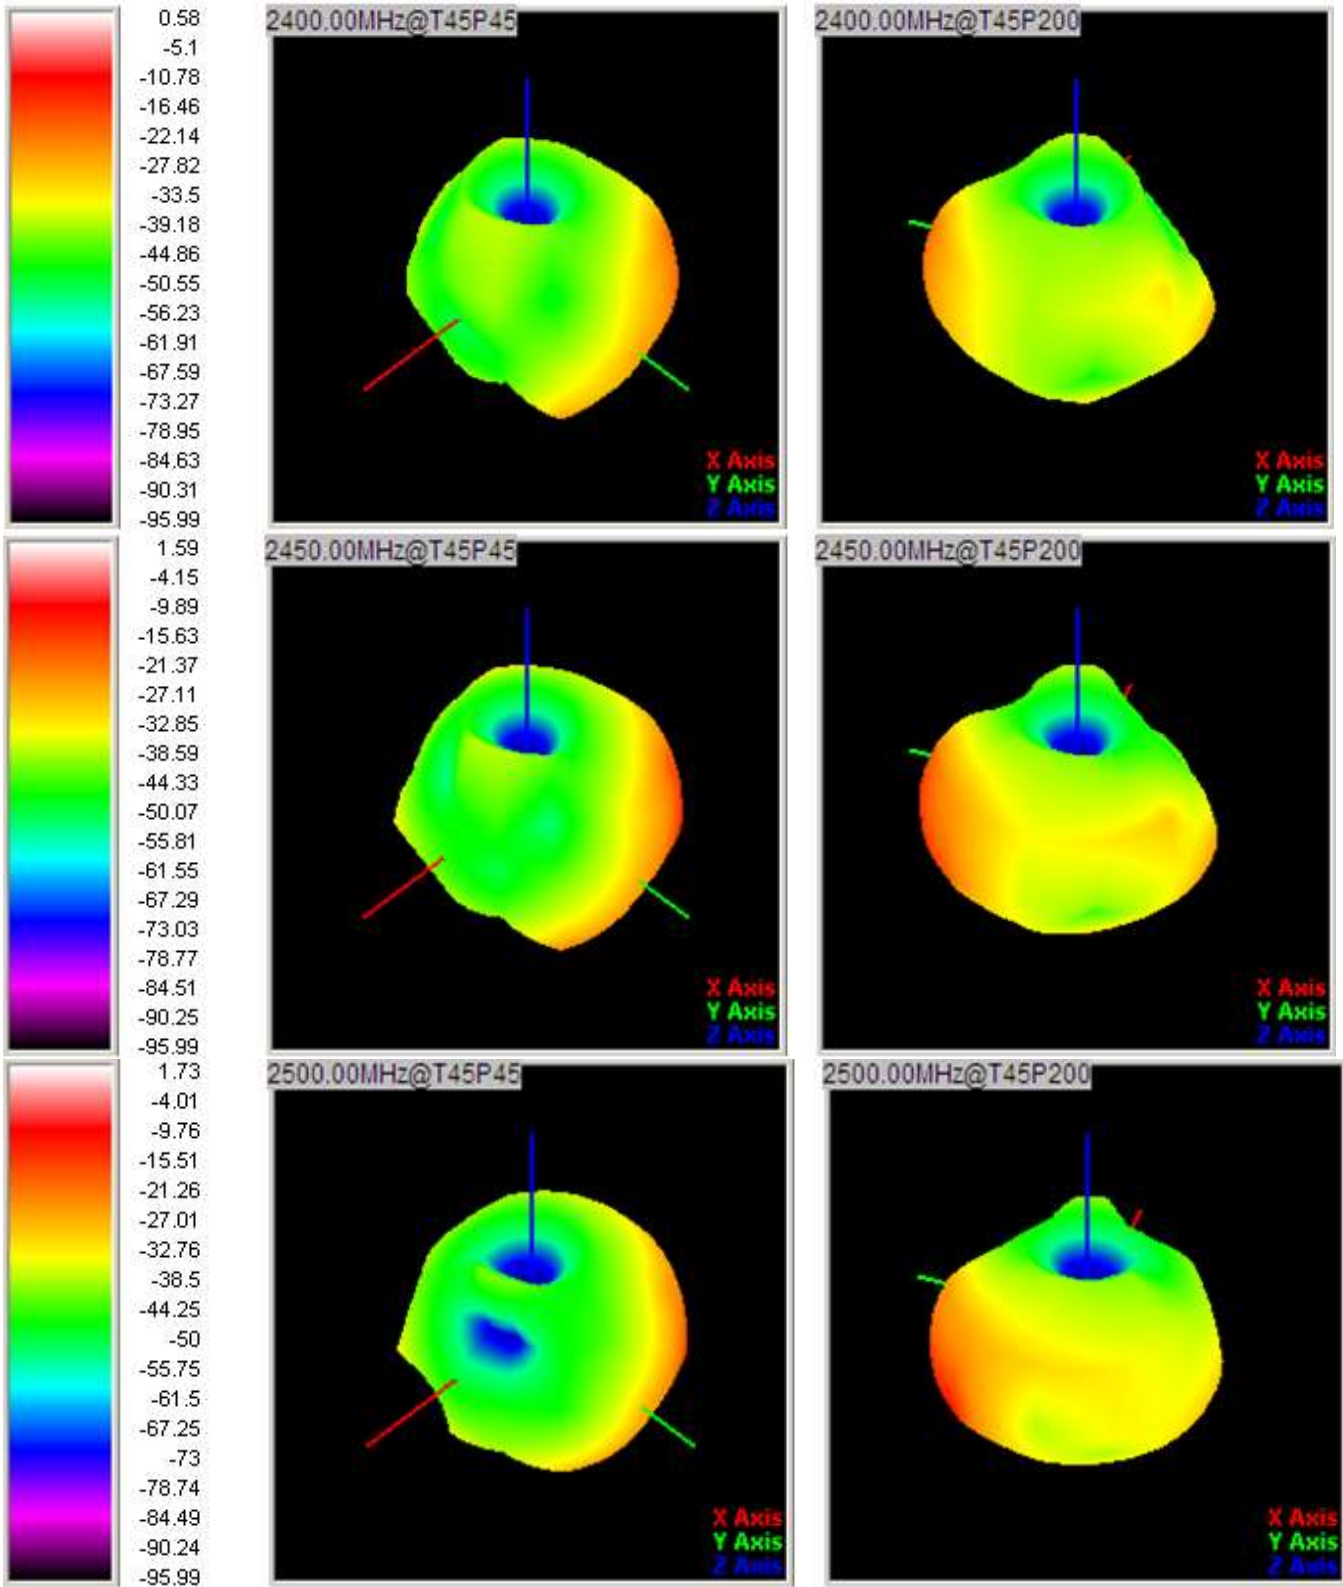 0.58
-5.1
-10.78
-16.46
-22.14
-27.82
-33.5
-39.18
-44.86
-50.55
-56.23
-61.91
-67.59
-73.27
-78.95
-84.63
-90.31
-95.99
2400.00MHz@T45P45
X Axis
Y Axis
Z Axis
2400.00MHz@T45P200
X Axis
Y Axis
Z Axis
1.59
-4.15
-9.89
-15.63
-21.37
-27.11
-32.85
-38.59
-44.33
-50.07
-55.81
-61.55
-67.29
-73.03
-78.77
-84.51
-90.25
-95.99
2450.00MHz@T45P45
X Axis
Y Axis
Z Axis
2450.00MHz@T45P200
X Axis
Y Axis
Z Axis
1.73
-4.01
-9.76
-15.51
-21.26
-27.01
-32.76
-38.5
-44.25
-50
-55.75
-61.5
-67.25
-73
-78.74
-84.49
-90.24
-95.99
2500.00MHz@T45P45
X Axis
Y Axis
Z Axis
2500.00MHz@T45P200
X Axis
Y Axis
Z Axis